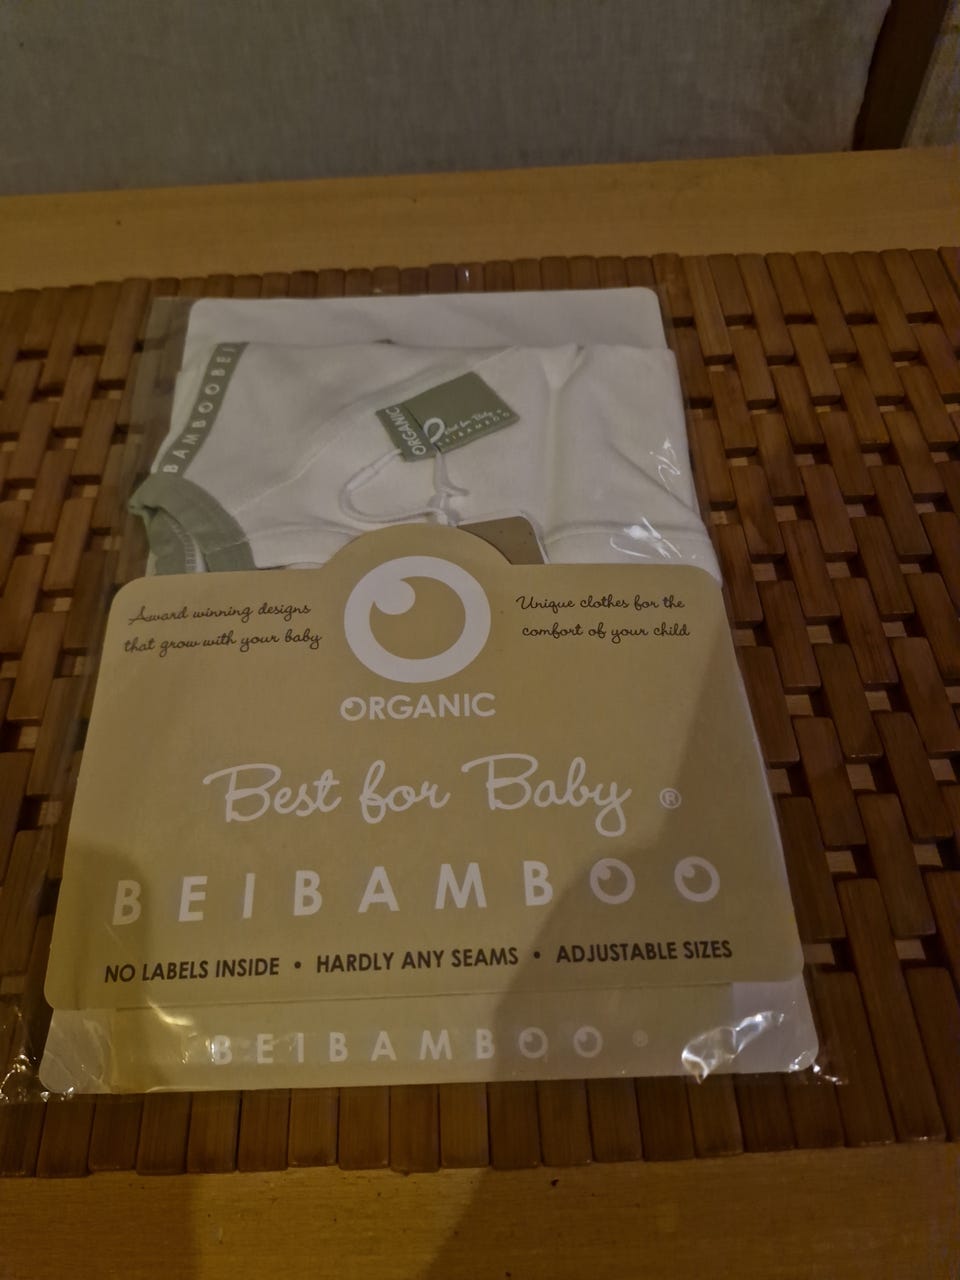 BAMBOOBEI
ORGANIC
Best for Baby
BEIBAMBOO
Award winning designs
that grow with your baby
Unique clothes for the
comfort of your child
ORGANIC
Best for Baby ®
BEIBAMBOO
NO LABELS INSIDE • HARDLY ANY SEAMS • ADJUSTABLE SIZES
BEIBAMBOO ®